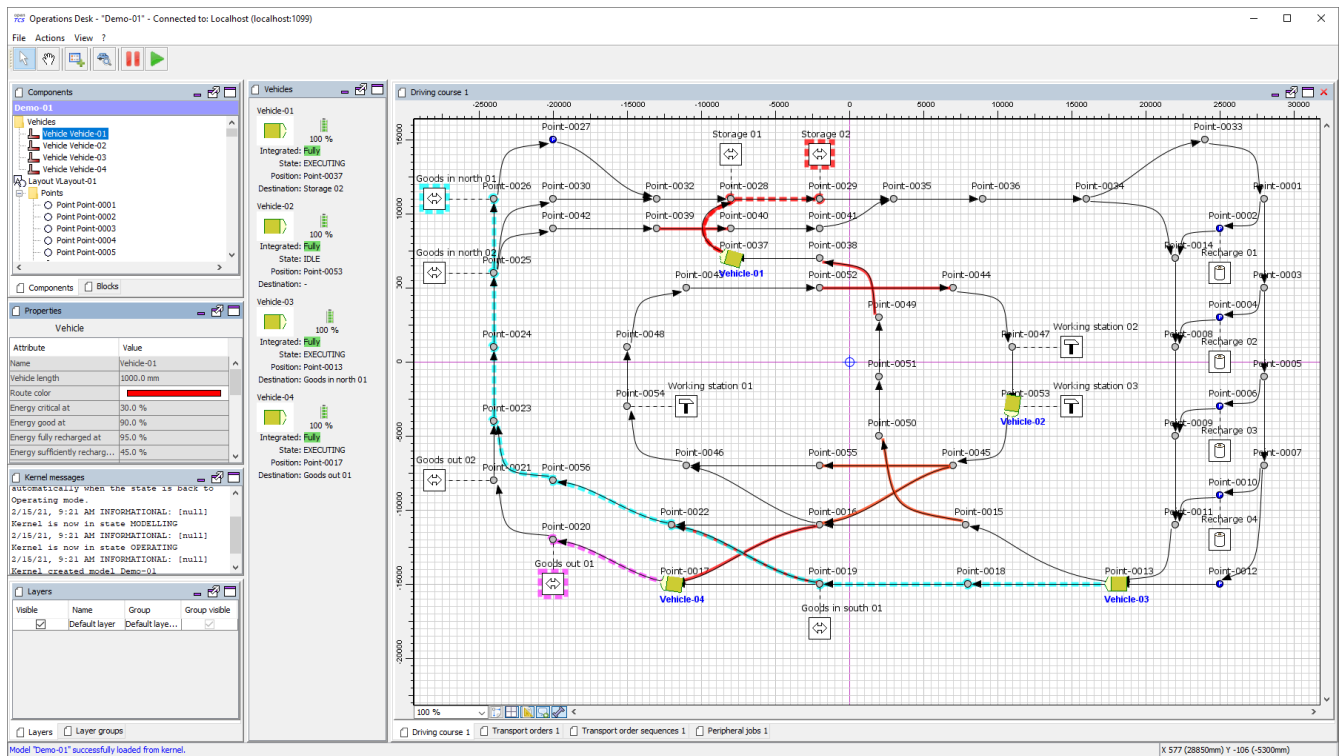 Operations Desk - "Demo-01" - Connected to: Localhost (localhost:1099)
File Actions View ?
Components
Demo-01
Vehicles
Vehicle Vehicle-01
Vehicle Vehicle-02
Vehicle Vehicle-03
Vehicle Vehicle-04
Layout VLayout-01
Points
Point Point-0001
Point Point-0002
Point Point-0003
Point Point-0004
Point Point-0005
Components Blocks
Properties
Vehicle
Attribute Value
Name Vehicle-01
Vehicle length 1000.0 mm
Route color
Energy critical at 30.0 %
Energy good at 90.0 %
Energy fully recharged at 95.0 %
Energy sufficiently recharg... 45.0 %
Kernel messages
automatically when the state is back to
Operating mode.
2/15/21, 9:21 AM INFORMATIONAL: [null]
Kernel is now in state MODELLING
2/15/21, 9:21 AM INFORMATIONAL: [null]
Kernel is now in state OPERATING
2/15/21, 9:21 AM INFORMATIONAL: [null]
Kernel created model Demo-01
Layers
Visible Name Group Group visible
Default layer Default laye...
Layers Layer groups
Vehicles
Vehicle-01
100 %
Integrated: Fully
State: EXECUTING
Position: Point-0037
Destination: Storage 02
Vehicle-02
100 %
Integrated: Fully
State: IDLE
Position: Point-0053
Destination: -
Vehicle-03
100 %
Integrated: Fully
State: EXECUTING
Position: Point-0013
Destination: Goods in north 01
Vehicle-04
100 %
Integrated: Fully
State: EXECUTING
Position: Point-0017
Destination: Goods out 01
Driving course 1
-25000 -20000 -15000 -10000 -5000 0 5000 10000 15000 20000 25000 30000
Point-0027 Storage 01 Storage 02 Point-0033
Goods in north 01 Point-0026 Point-0030 Point-0032 Point-0028 Point-0029 Point-0035 Point-0036 Point-0034 Point-0001
10000
Point-0042 Point-0039 Point-0040 Point-0041 Point-0002
Goods in north 02 Point-0025 Point-0037 Point-0038 Point-0014 Recharge 01
Point-0043 Vehicle-01 Point-0052 Point-0044 Point-0003
Point-0049 Point-0004
Point-0024 Point-0048 Point-0047 Working station 02 Point-0008 Recharge 02
0
Point-0051 Point-0005
Working station 01 Point-0054 Point-0053 Working station 03 Point-0006
Point-0023 Vehicle-02 Point-0050 Point-0009 Recharge 03
-5000
Goods out 02 Point-0021 Point-0056 Point-0046 Point-0055 Point-0045 Point-0007
Point-0010
-10000
Point-0020 Point-0022 Point-0016 Point-0015 Point-0011 Recharge 04
Goods out 01 Point-0017 Point-0019 Point-0018 Point-0013 Point-0012
-15000
Vehicle-04 Vehicle-03
Goods in south 01
-20000
100 %
Driving course 1 Transport orders 1 Transport order sequences 1 Peripheral jobs 1
Model "Demo-01" successfully loaded from kernel.
X 577 (28850mm) Y -106 (-5300mm)